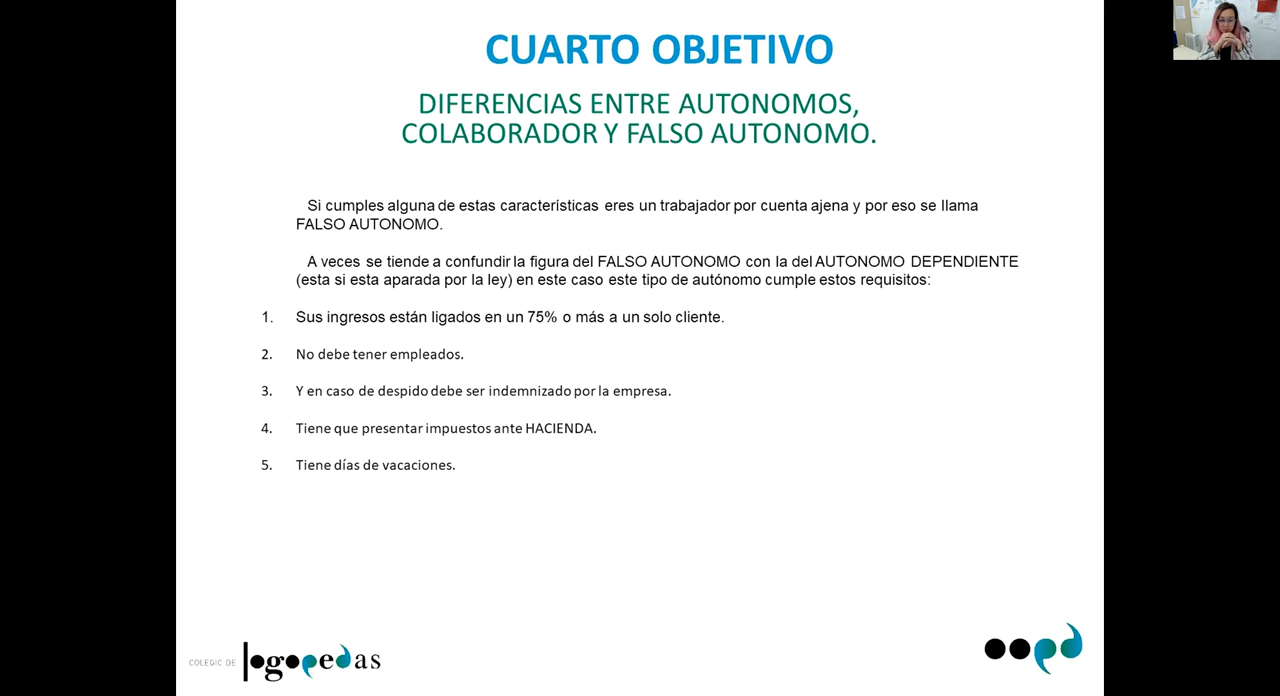 CUARTO OBJETIVO
DIFERENCIAS ENTRE AUTONOMOS,
COLABORADOR Y FALSO AUTONOMO.
Si cumples alguna de estas características eres un trabajador por cuenta ajena y por eso se llama
FALSO AUTONOMO.
A veces se tiende a confundir la figura del FALSO AUTONOMO con la del AUTONOMO DEPENDIENTE
(esta si esta aparada por la ley) en este caso este tipo de autónomo cumple estos requisitos:
1. Sus ingresos están ligados en un 75% o más a un solo cliente.
2. No debe tener empleados.
3. Y en caso de despido debe ser indemnizado por la empresa.
4. Tiene que presentar impuestos ante HACIENDA.
5. Tiene días de vacaciones.
COLEGIC DE logopedas